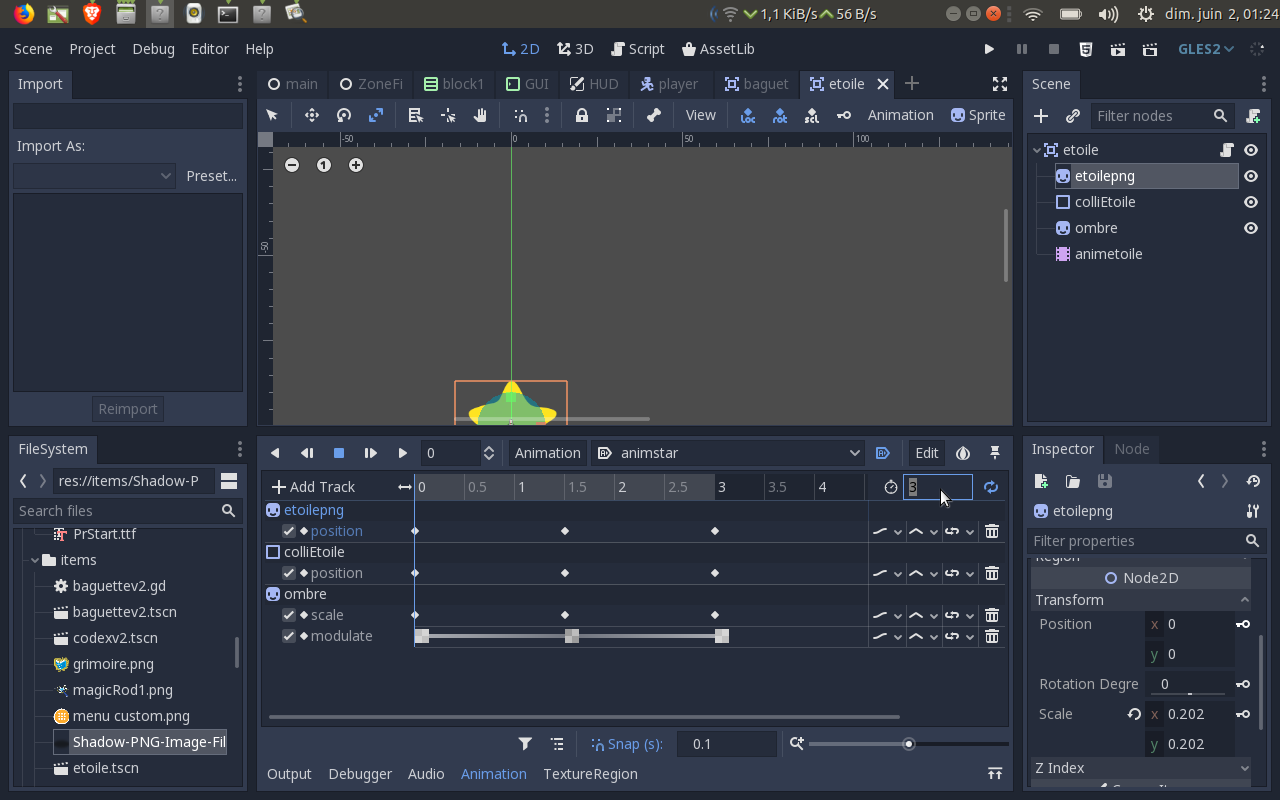 1,1 KiB/s 56 B/s dim. juin 2, 01:24
Scene Project Debug Editor Help 2D 3D Script AssetLib GLES2
Import main ZoneFi block1 GUI HUD player baguet etoile Scene
View Animation Sprite Filter nodes
Import As:
Preset...
-50 0 50 100
1
-50
etoile
etoilepng
colliEtoile
ombre
animetoile
Reimport
FileSystem
res://items/Shadow-P
Search files
PrStart.ttf
items
baguettev2.gd
baguettev2.tscn
codexv2.tscn
grimoire.png
magicRod1.png
menu custom.png
Shadow-PNG-Image-Fil
etoile.tscn
0 Animation animstar Edit
Add Track 0 0.5 1 1.5 2 2.5 3 3.5 4 3
etoilepng
position
colliEtoile
position
ombre
scale
modulate
Snap (s): 0.1
Output Debugger Audio Animation TextureRegion
Inspector Node
etoilepng
Filter properties
Region
Node2D
Transform
Position x 0
y 0
Rotation Degre 0
Scale x 0.202
y 0.202
Z Index